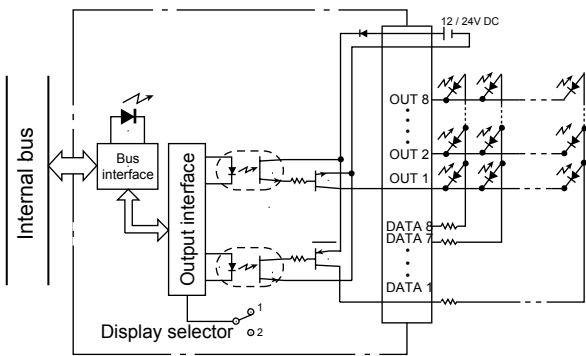 12 / 24V DC
OUT 8
OUT 2
OUT 1
DATA 8
DATA 7
DATA 1
Internal bus
Bus
interface
Output interface
Display selector
1
2